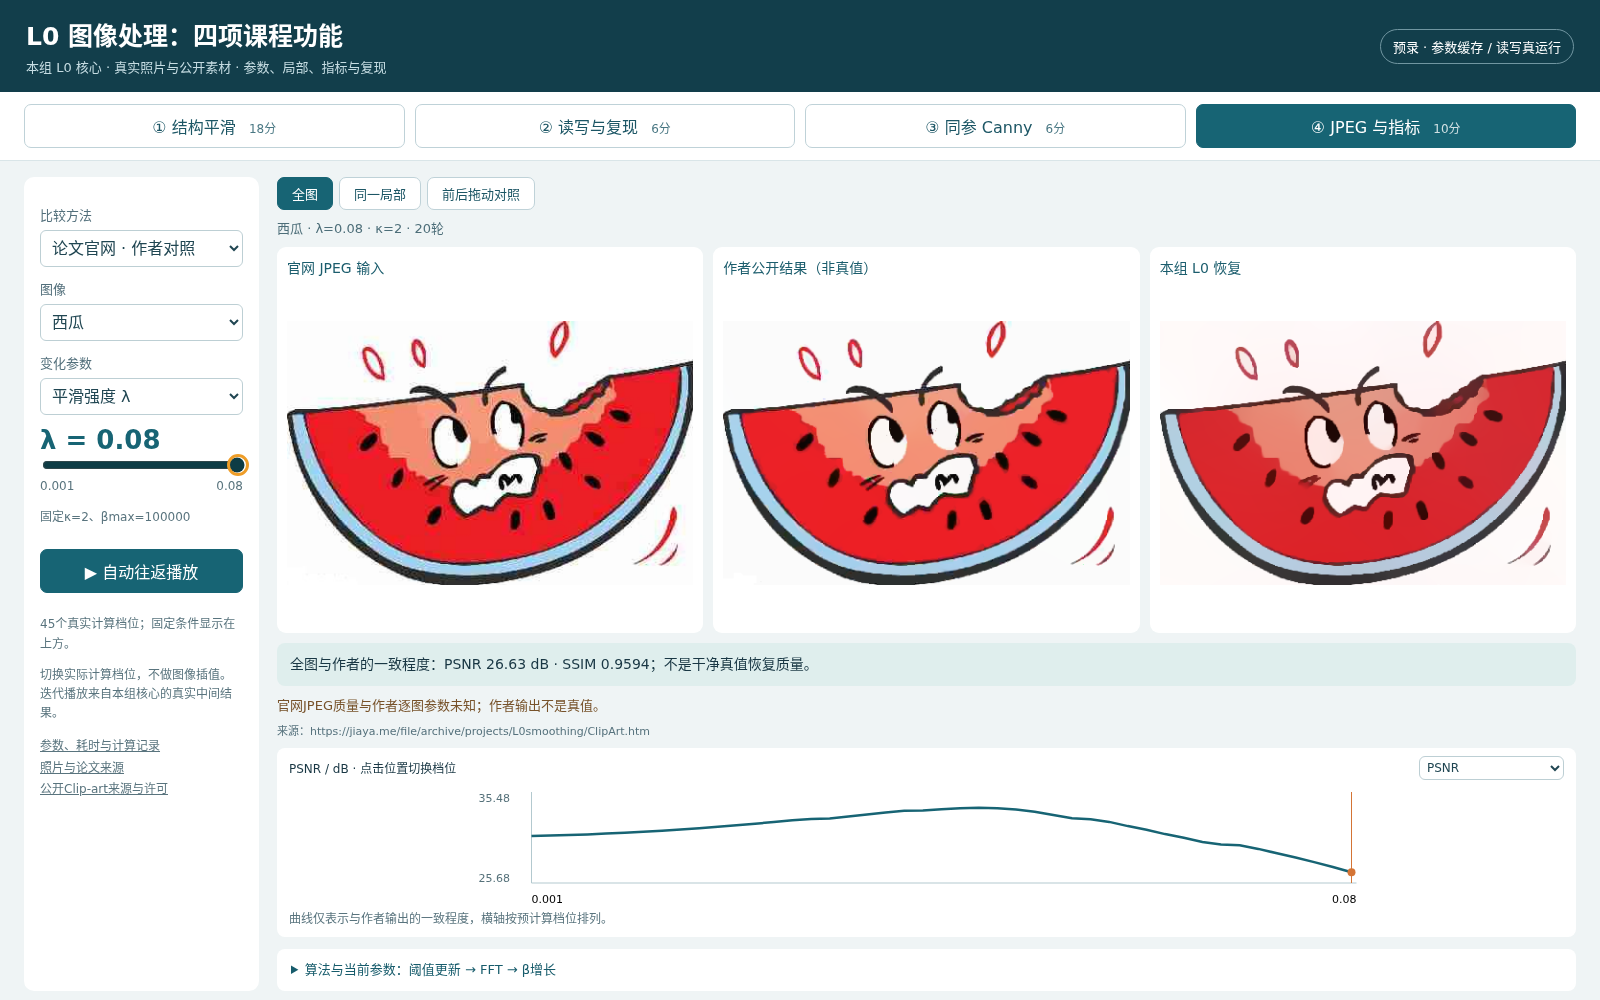 L0 图像处理：四项课程功能
本组 L0 核心 · 真实照片与公开素材 · 参数、局部、指标与复现
预录 · 参数缓存 / 读写真运行
① 结构平滑 18分
② 读写与复现 6分
③ 同参 Canny 6分
④ JPEG 与指标 10分
比较方法
论文官网 · 作者对照
图像
西瓜
变化参数
平滑强度 λ
λ = 0.08
0.001
0.08
固定κ=2、βmax=100000
▶ 自动往返播放
45个真实计算档位；固定条件显示在
上方。
切换实际计算档位，不做图像插值。
迭代播放来自本组核心的真实中间结
果。
参数、耗时与计算记录
照片与论文来源
公开Clip-art来源与许可
全图
同一局部
前后拖动对照
西瓜 · λ=0.08 · κ=2 · 20轮
官网 JPEG 输入
作者公开结果（非真值）
本组 L0 恢复
全图与作者的一致程度：PSNR 26.63 dB · SSIM 0.9594；不是干净真值恢复质量。
官网JPEG质量与作者逐图参数未知；作者输出不是真值。
来源：https://jiaya.me/file/archive/projects/L0smoothing/ClipArt.htm
PSNR / dB · 点击位置切换档位
PSNR
35.48
25.68
0.001
0.08
曲线仅表示与作者输出的一致程度，横轴按预计算档位排列。
▶ 算法与当前参数：阈值更新 → FFT → β增长